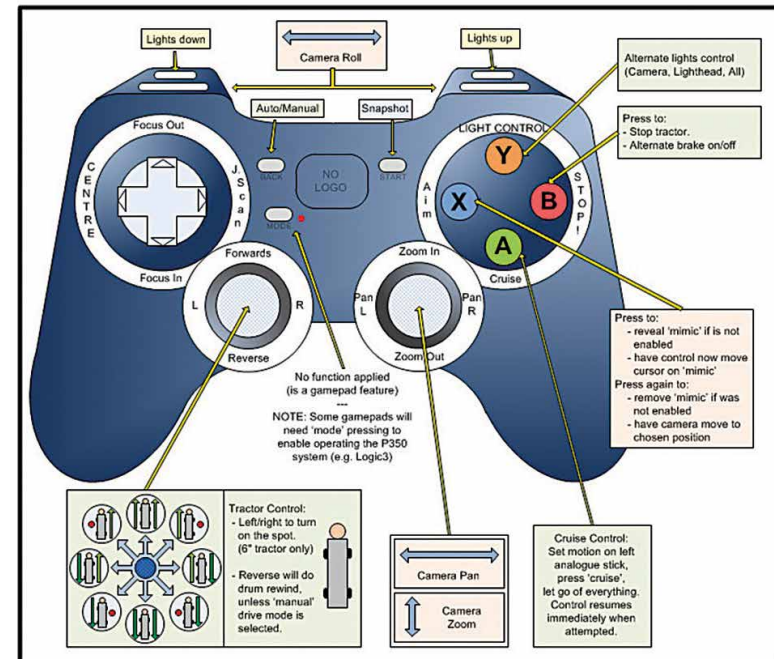 Lights down
Camera Roll
Lights up
Alternate lights control
(Camera, Lighthead, All)
Auto/Manual
Snapshot
Press to:
- Stop tractor.
- Alternate brake on/off
Focus Out
CENTRE
J.Scan
Focus In
BACK
NO
LOGO
START
MODE
LIGHT CONTROL
Y
Aim
X
B
STOP!
A
Cruise
Forwards
L
R
Reverse
Zoom In
Pan
L
Pan
R
Zoom Out
Press to:
- reveal 'mimic' if is not
enabled
- have control now move
cursor on 'mimic'
Press again to:
- remove 'mimic' if was
not enabled
- have camera move to
chosen position
No function applied
(is a gamepad feature)
---
NOTE: Some gamepads will
need 'mode' pressing to
enable operating the P350
system (e.g. Logic3)
Tractor Control:
- Left/right to turn
on the spot.
(6" tractor only)
- Reverse will do
drum rewind,
unless 'manual'
drive mode is
selected.
Camera Pan
Camera
Zoom
Cruise Control:
Set motion on left
analogue stick,
press 'cruise',
let go of everything.
Control resumes
immediately when
attempted.